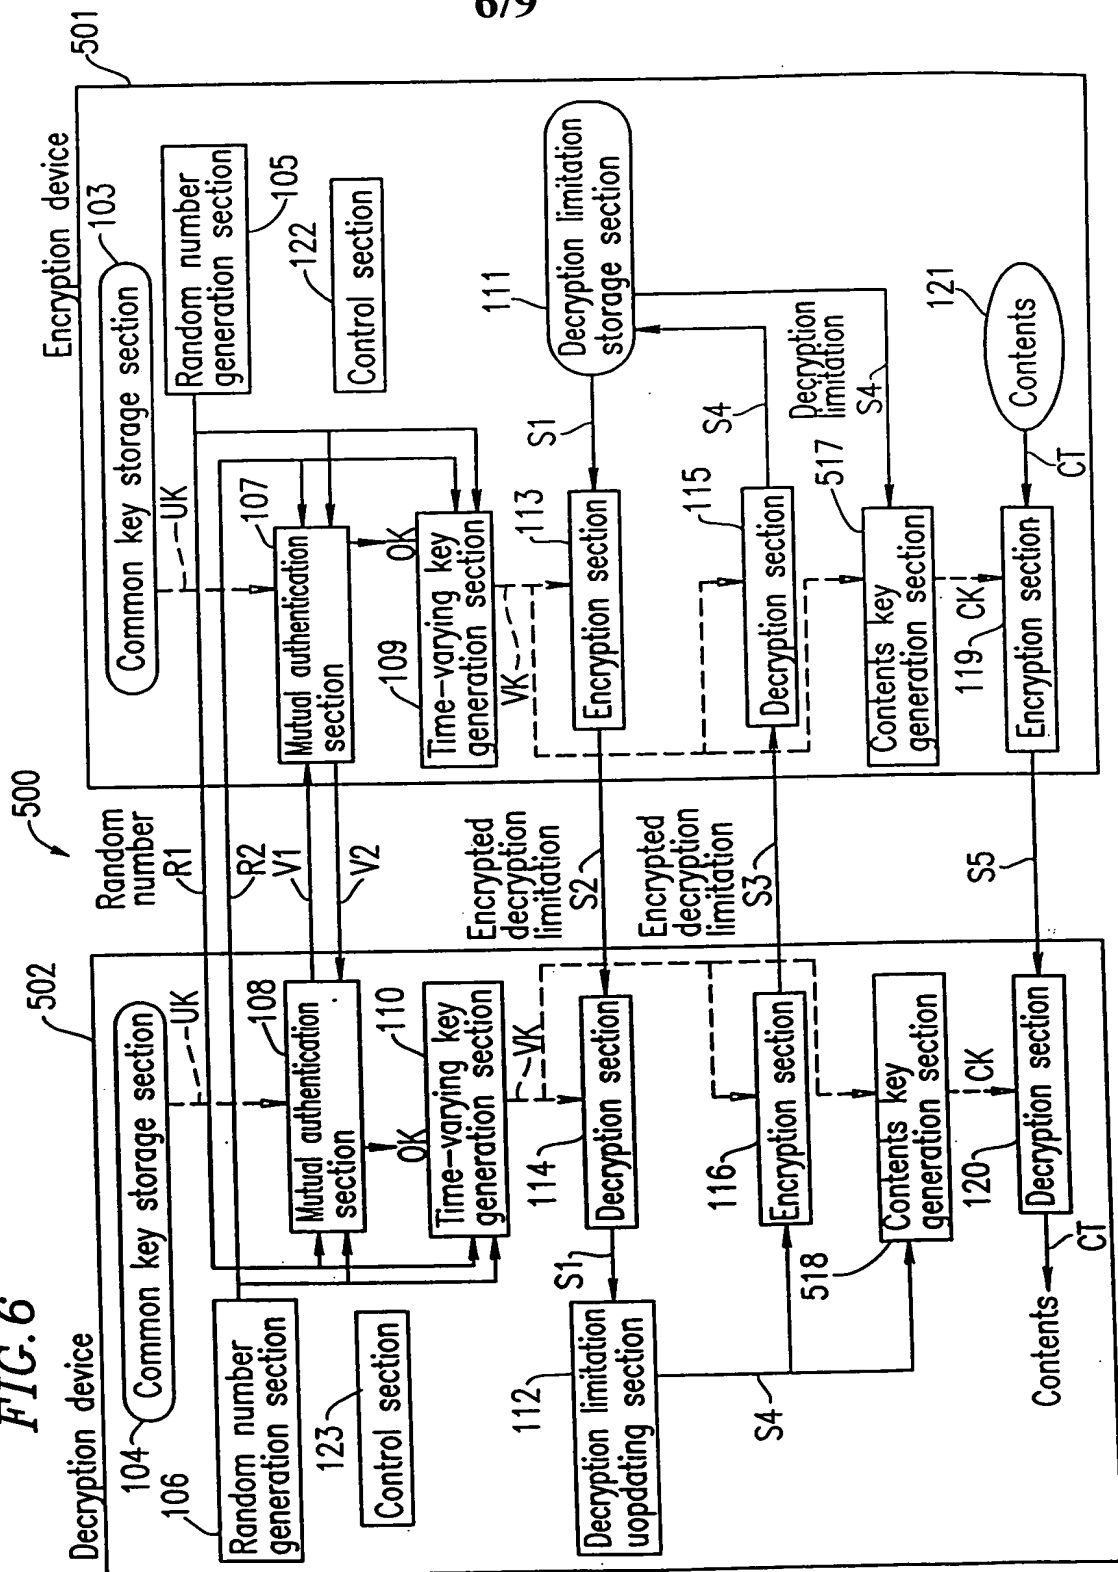 6/9
FIG.6
500
Decryption device
502
104
Common key storage section
UK
106
Random number
generation section
123
Control section
108
Mutual authentication
section
OK
110
Time-varying key
generation section
VK
114
Decryption section
S1
112
Decryption limitation
uopdating section
S4
116
Encryption section
518
Contents key
generation section
CK
120
Decryption section
CT
Contents
Random
number
R1
R2
V1
V2
Encrypted
decryption
limitation
S2
Encrypted
decryption
limitation
S3
S5
Encryption device
501
103
Common key storage section
UK
105
Random number
generation section
122
Control section
107
Mutual authentication
section
OK
109
Time-varying key
generation section
VK
113
Encryption section
S1
111
Decryption limitation
storage section
S4
115
Decryption section
Decryption
limitation
S4
517
Contents key
generation section
CK
119
Encryption section
CT
121
Contents